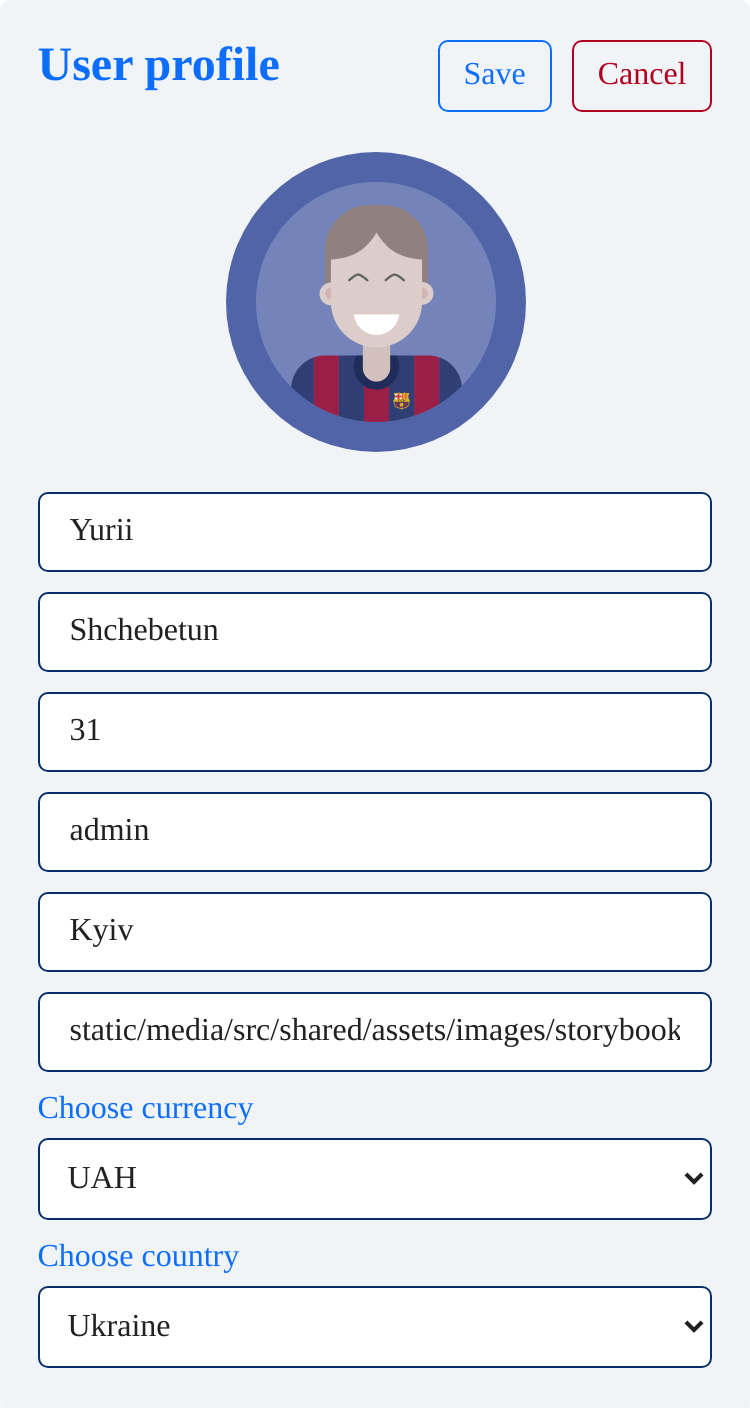 User profile
Save
Cancel
Yurii
Shchebetun
31
admin
Kyiv
static/media/src/shared/assets/images/storybook
Choose currency
UAH
Choose country
Ukraine